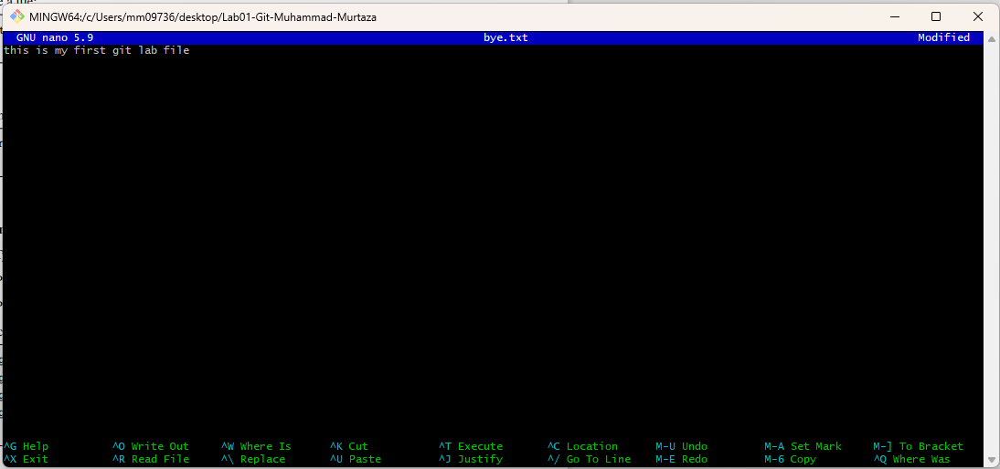 MINGW64:/c/Users/mm09736/desktop/Lab01-Git-Muhammad-Murtaza
GNU nano 5.9 bye.txt Modified
this is my first git lab file
^G Help ^O Write Out ^W Where Is ^K Cut ^T Execute ^C Location M-U Undo M-A Set Mark M-] To Bracket
^X Exit ^R Read File ^\ Replace ^U Paste ^J Justify ^/ Go To Line M-E Redo M-6 Copy ^Q Where Was